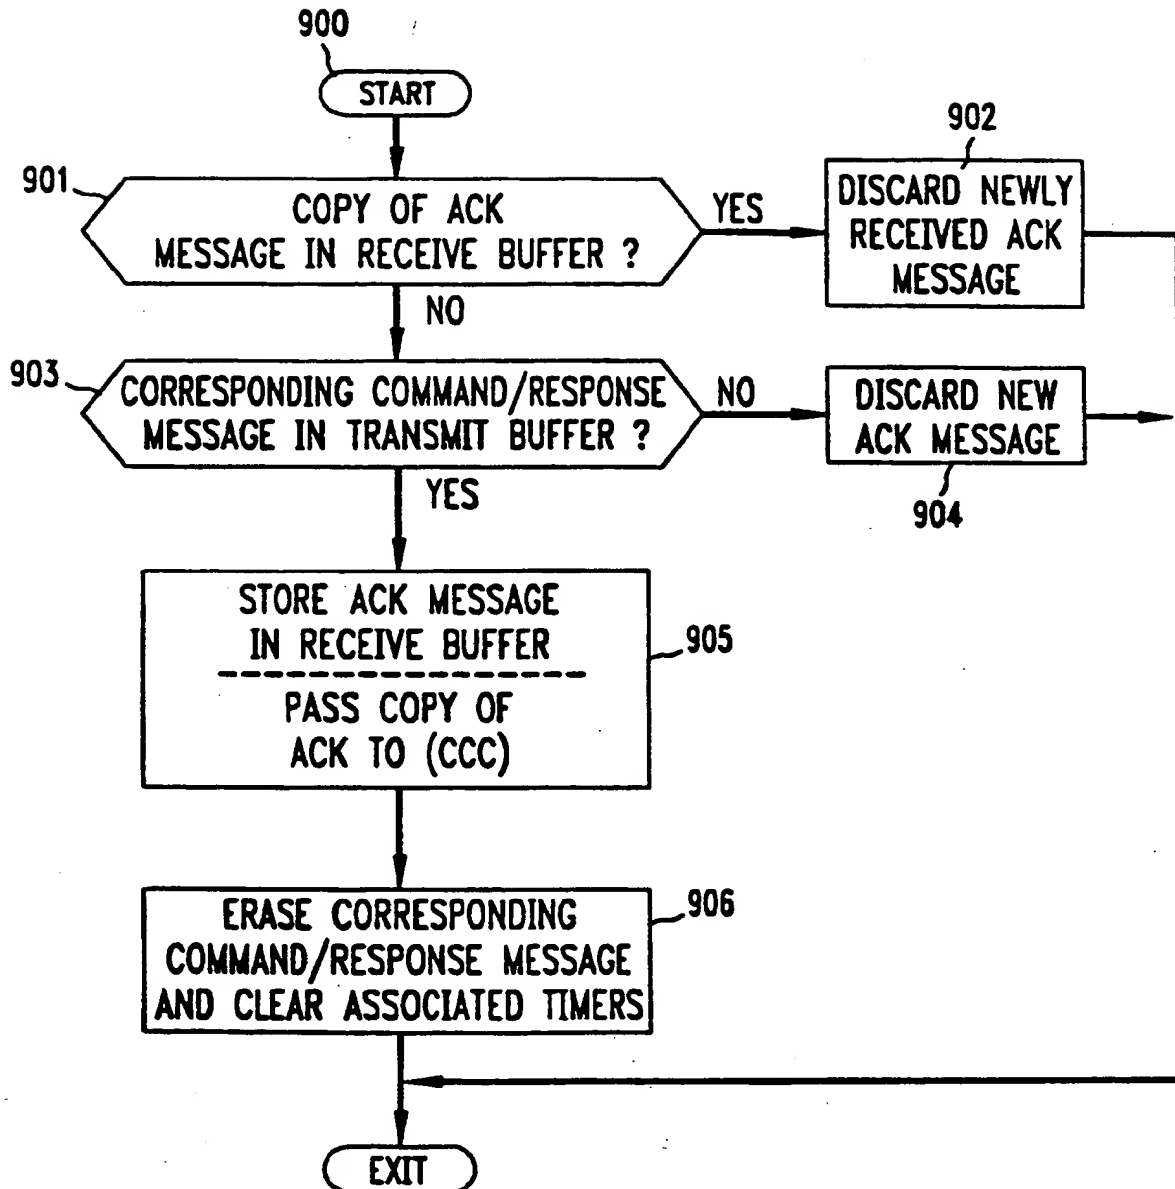 900
START
901
COPY OF ACK
MESSAGE IN RECEIVE BUFFER ?
YES
902
DISCARD NEWLY
RECEIVED ACK
MESSAGE
NO
903
CORRESPONDING COMMAND/RESPONSE
MESSAGE IN TRANSMIT BUFFER ?
NO
DISCARD NEW
ACK MESSAGE
904
YES
STORE ACK MESSAGE
IN RECEIVE BUFFER
PASS COPY OF
ACK TO (CCC)
905
ERASE CORRESPONDING
COMMAND/RESPONSE MESSAGE
AND CLEAR ASSOCIATED TIMERS
906
EXIT